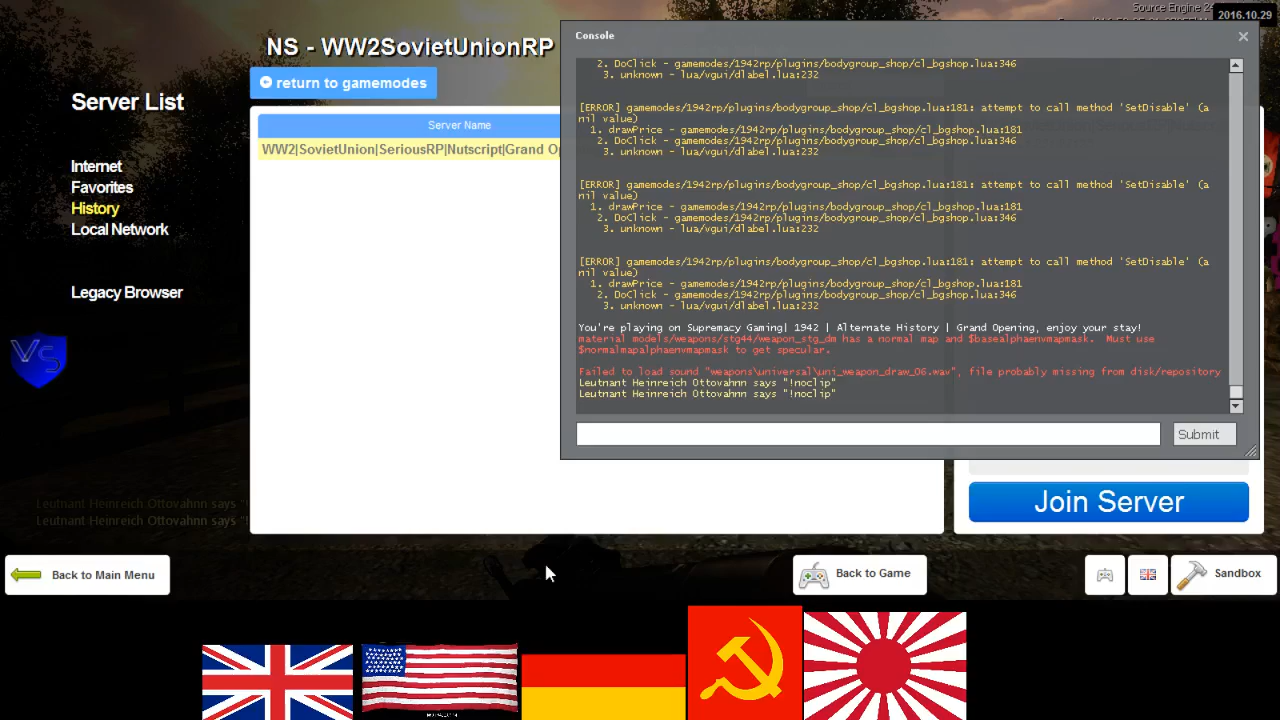 Source Engine 24
2016.10.29
NS - WW2SovietUnionRP
return to gamemodes
Server List
Internet
Favorites
History
Local Network
Legacy Browser
VS
Server Name
WW2|SovietUnion|SeriousRP|Nutscript|Grand Op
Console
2. DoClick - gamemodes/1942rp/plugins/bodygroup_shop/cl_bgshop.lua:346
3. unknown - lua/vgui/dlabel.lua:232
[ERROR] gamemodes/1942rp/plugins/bodygroup_shop/cl_bgshop.lua:181: attempt to call method 'SetDisable' (a
nil value)
1. drawPrice - gamemodes/1942rp/plugins/bodygroup_shop/cl_bgshop.lua:181
2. DoClick - gamemodes/1942rp/plugins/bodygroup_shop/cl_bgshop.lua:346
3. unknown - lua/vgui/dlabel.lua:232
[ERROR] gamemodes/1942rp/plugins/bodygroup_shop/cl_bgshop.lua:181: attempt to call method 'SetDisable' (a
nil value)
1. drawPrice - gamemodes/1942rp/plugins/bodygroup_shop/cl_bgshop.lua:181
2. DoClick - gamemodes/1942rp/plugins/bodygroup_shop/cl_bgshop.lua:346
3. unknown - lua/vgui/dlabel.lua:232
[ERROR] gamemodes/1942rp/plugins/bodygroup_shop/cl_bgshop.lua:181: attempt to call method 'SetDisable' (a
nil value)
1. drawPrice - gamemodes/1942rp/plugins/bodygroup_shop/cl_bgshop.lua:181
2. DoClick - gamemodes/1942rp/plugins/bodygroup_shop/cl_bgshop.lua:346
3. unknown - lua/vgui/dlabel.lua:232
You're playing on Supremacy Gaming| 1942 | Alternate History | Grand Opening, enjoy your stay!
material models/weapons/stg44/weapon_stg_dm has a normal map and $basealphaenvmapmask.  Must use
$normalmapalphaenvmapmask to get specular.
Failed to load sound "weapons\universal\uni_weapon_draw_06.wav", file probably missing from disk/repository
Leutnant Heinreich Ottovahnn says "!noclip"
Leutnant Heinreich Ottovahnn says "!noclip"
Submit
Join Server
Leutnant Heinreich Ottovahnn says "!
Leutnant Heinreich Ottovahnn says "!
Back to Main Menu
Back to Game
Sandbox